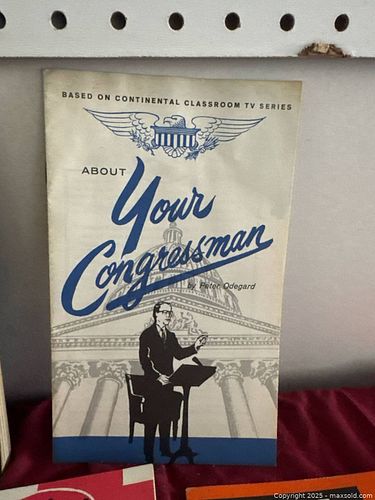 BASED ON CONTINENTAL CLASSROOM TV SERIES
ABOUT
Your
Congressman
by Peter Odegard
Copyright 2025 - maxsold.com